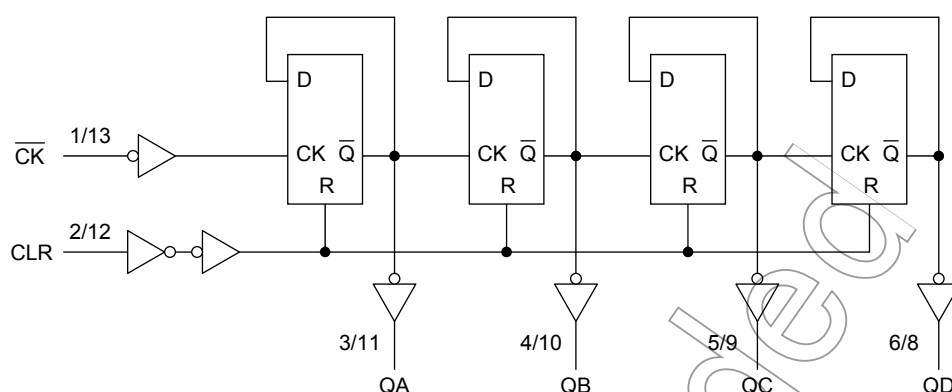 D D D D
1/13
C̅K̅ CK Q̅ CK Q̅ CK Q̅ CK Q̅
R R R R
2/12
CLR
3/11 4/10 5/9 6/8
QA QB QC QD